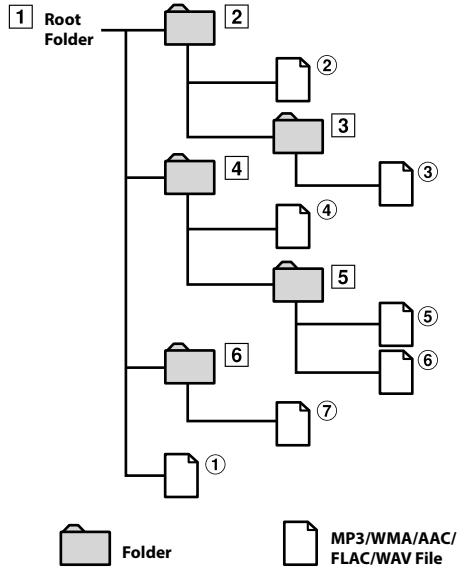 1 Root
Folder
2
②
3
③
4
④
5
⑤
⑥
6
⑦
①
Folder
MP3/WMA/AAC/
FLAC/WAV File